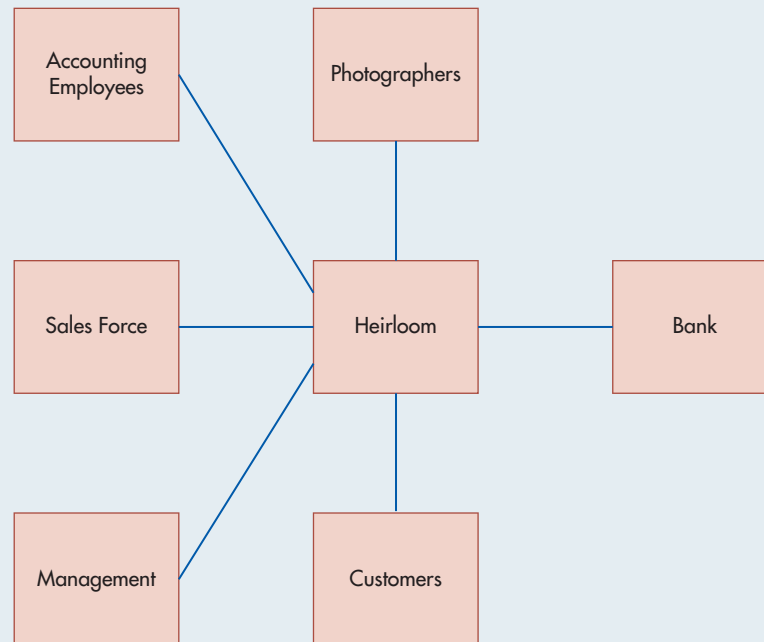 Accounting
Employees
Photographers
Sales Force
Heirloom
Bank
Management
Customers